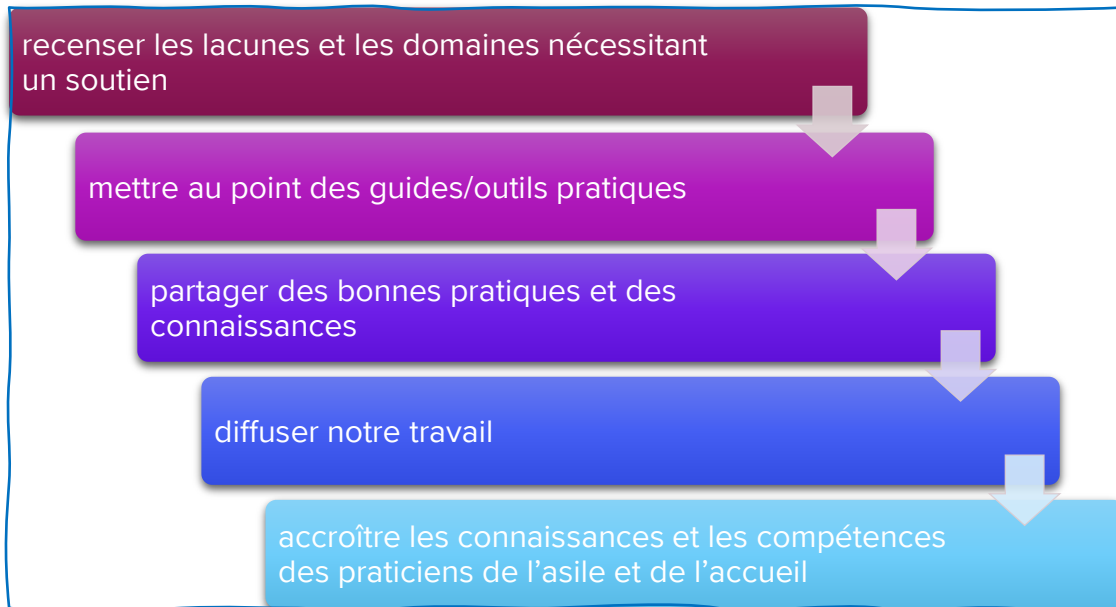 recenser les lacunes et les domaines nécessitant
un soutien
mettre au point des guides/outils pratiques
partager des bonnes pratiques et des
connaissances
diffuser notre travail
accroître les connaissances et les compétences
des praticiens de l’asile et de l’accueil